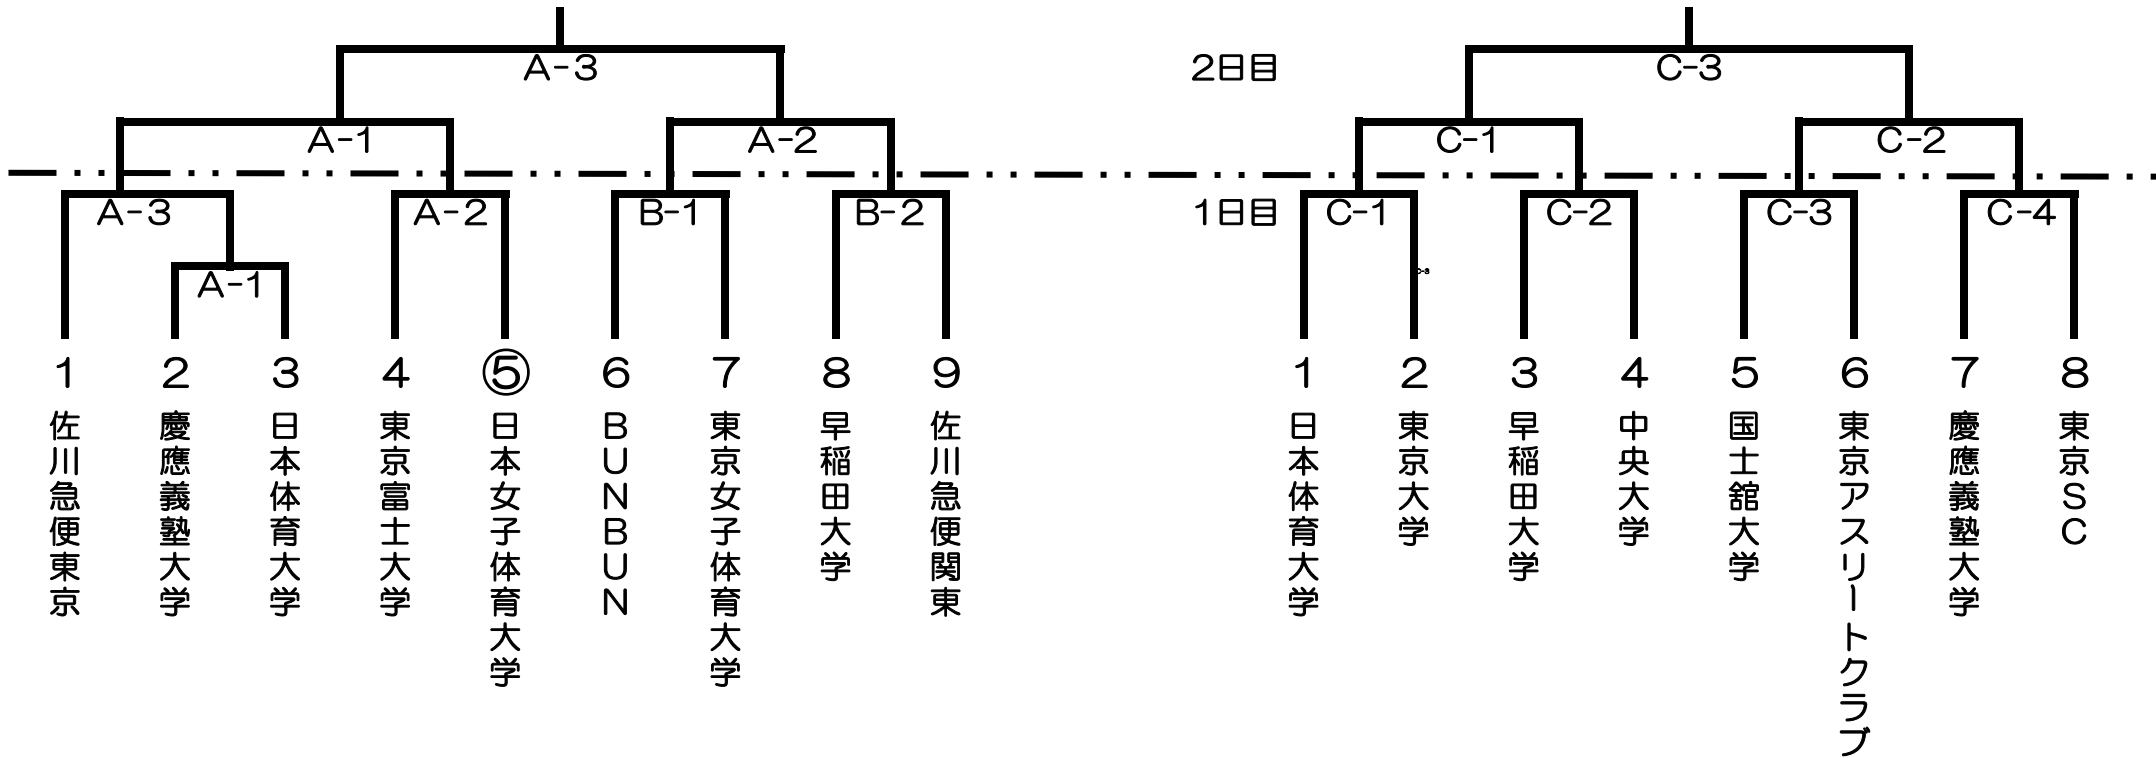 A-3
2日目
C-3
A-1
A-2
C-1
C-2
A-3
A-2
B-1
B-2
1日目
C-1
C-2
C-3
C-4
A-1
C-3
1
2
3
4
⑤
6
7
8
9
1
2
3
4
5
6
7
8
佐川急便東京
慶應義塾大学
日本体育大学
東京富士大学
日本女子体育大学
BUNBUN
東京女子体育大学
早稲田大学
佐川急便関東
日本体育大学
東京大学
早稲田大学
中央大学
国士舘大学
東京アスリートクラブ
慶應義塾大学
東京SC